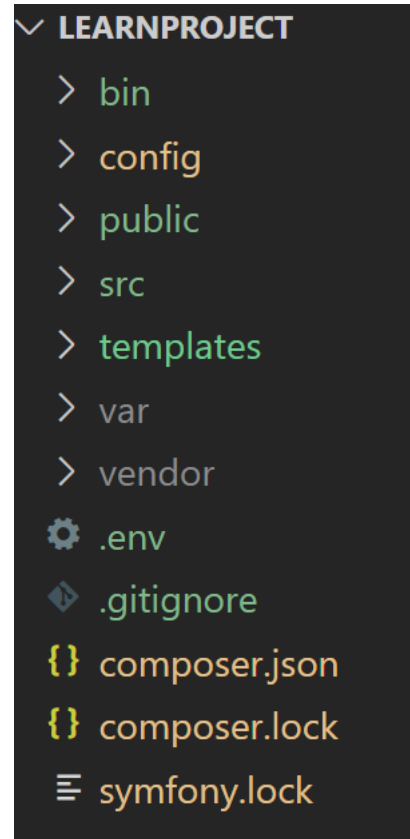 LEARNPROJECT
bin
config
public
src
templates
var
vendor
.env
.gitignore
{} composer.json
{} composer.lock
symfony.lock